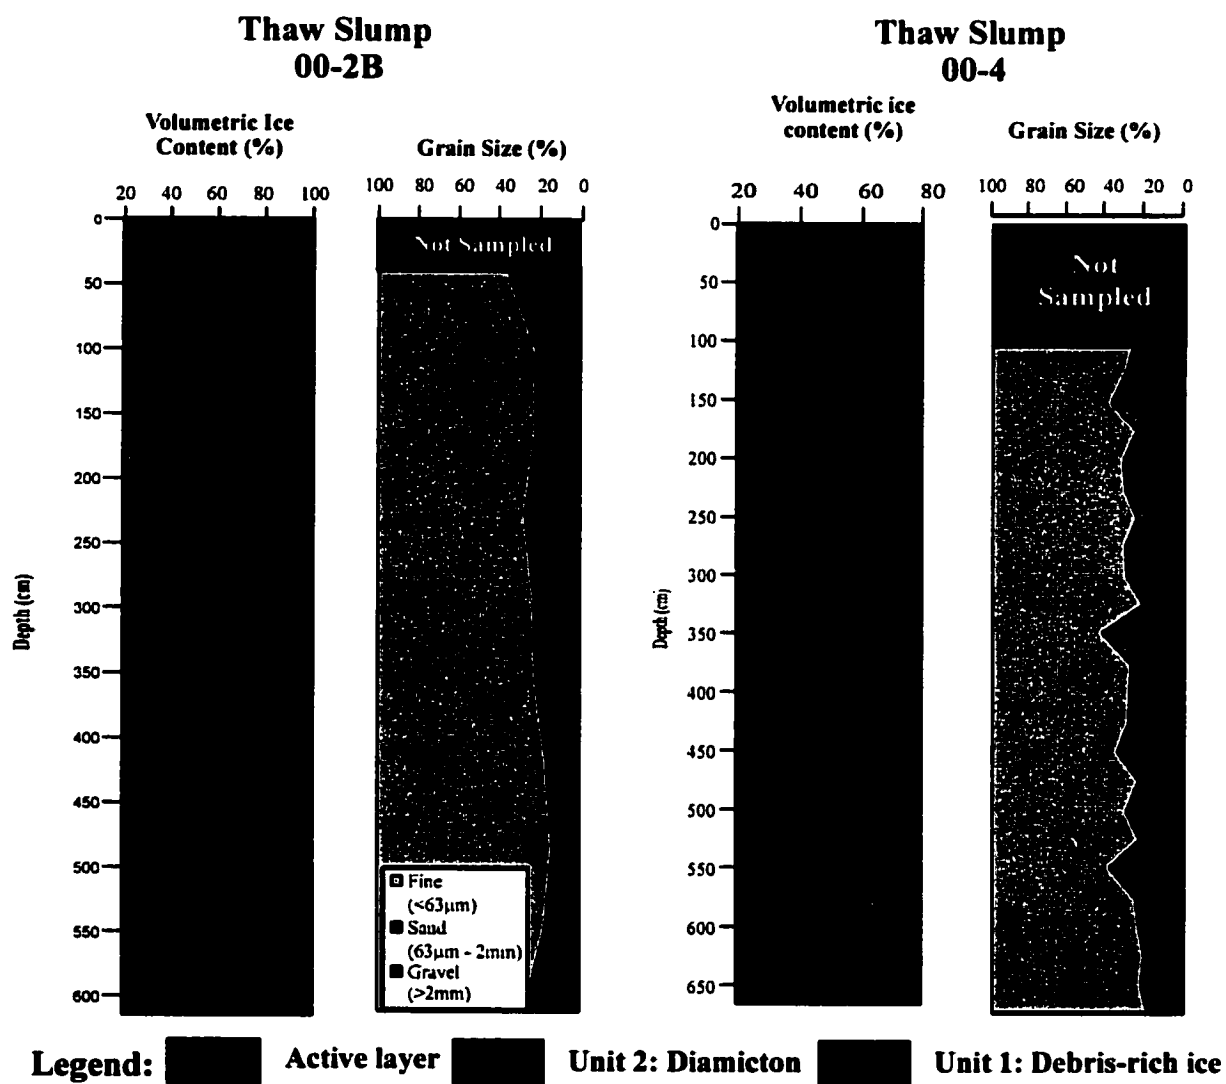 Thaw Slump
00-2B
Volumetric Ice
Content (%)
20 40 60 80 100
Grain Size (%)
100 80 60 40 20 0
Not Sampled
0
50
100
150
200
250
300
350
400
450
500
550
600
Depth (cm)
Fine
(<63μm)
Sand
(63μm - 2mm)
Gravel
(>2mm)
Thaw Slump
00-4
Volumetric ice
content (%)
20 40 60 80
Grain Size (%)
100 80 60 40 20 0
Not
Sampled
0
50
100
150
200
250
300
350
400
450
500
550
600
650
Depth (cm)
Legend: Active layer Unit 2: Diamicton Unit 1: Debris-rich ice